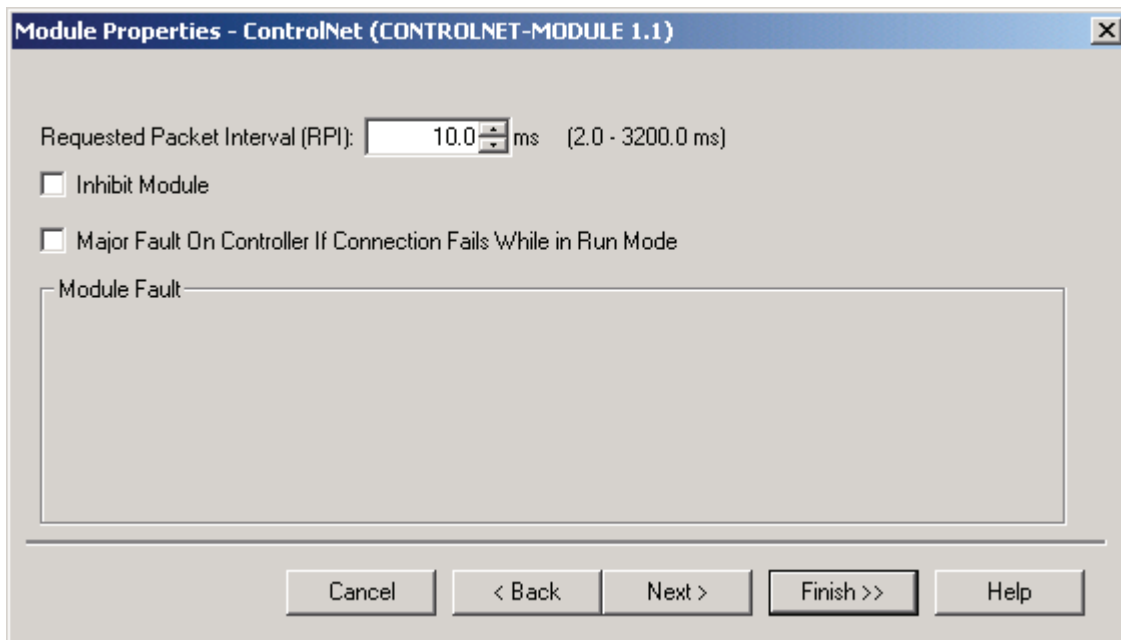 Module Properties - ControlNet (CONTROLNET-MODULE 1.1)
Requested Packet Interval (RPI): 10.0 ms (2.0 - 3200.0 ms)
Inhibit Module
Major Fault On Controller If Connection Fails While in Run Mode
Module Fault
Cancel < Back Next > Finish >> Help